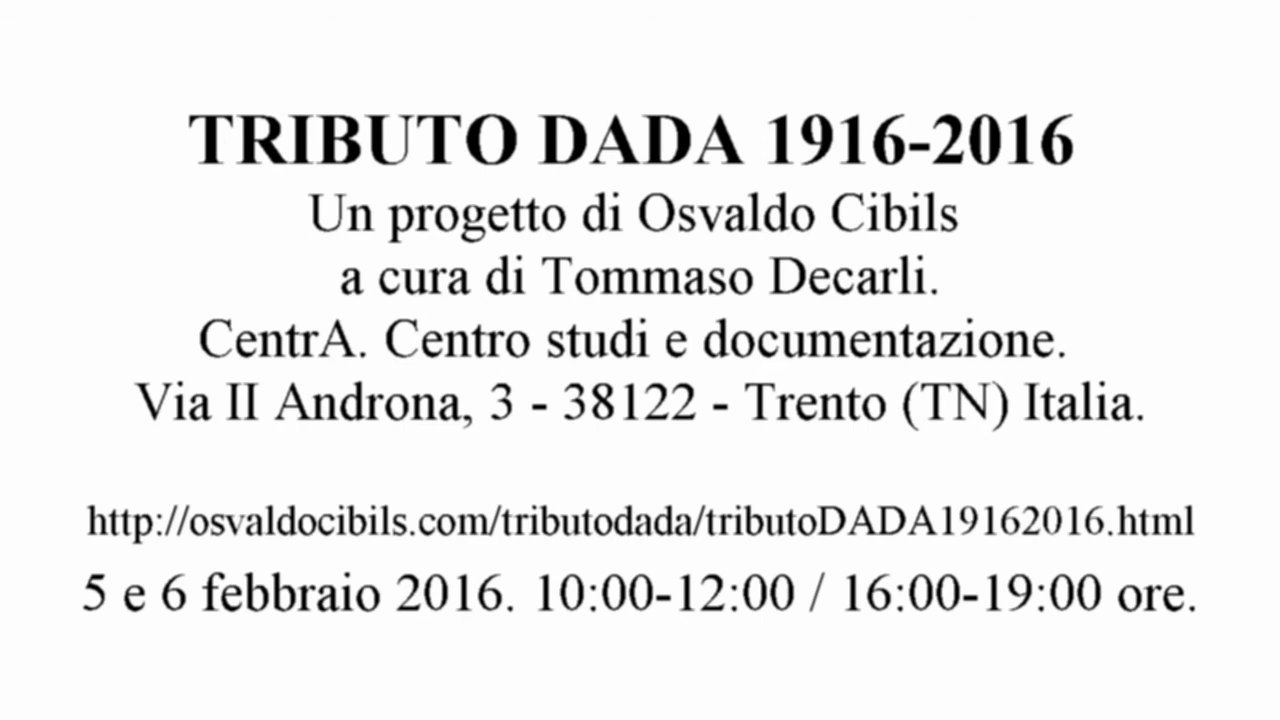 TRIBUTO DADA 1916-2016
Un progetto di Osvaldo Cibils
a cura di Tommaso Decarli.
CentrA. Centro studi e documentazione.
Via II Androna, 3 - 38122 - Trento (TN) Italia.
http://osvaldocibils.com/tributodada/tributoDADA19162016.html
5 e 6 febbraio 2016. 10:00-12:00 / 16:00-19:00 ore.